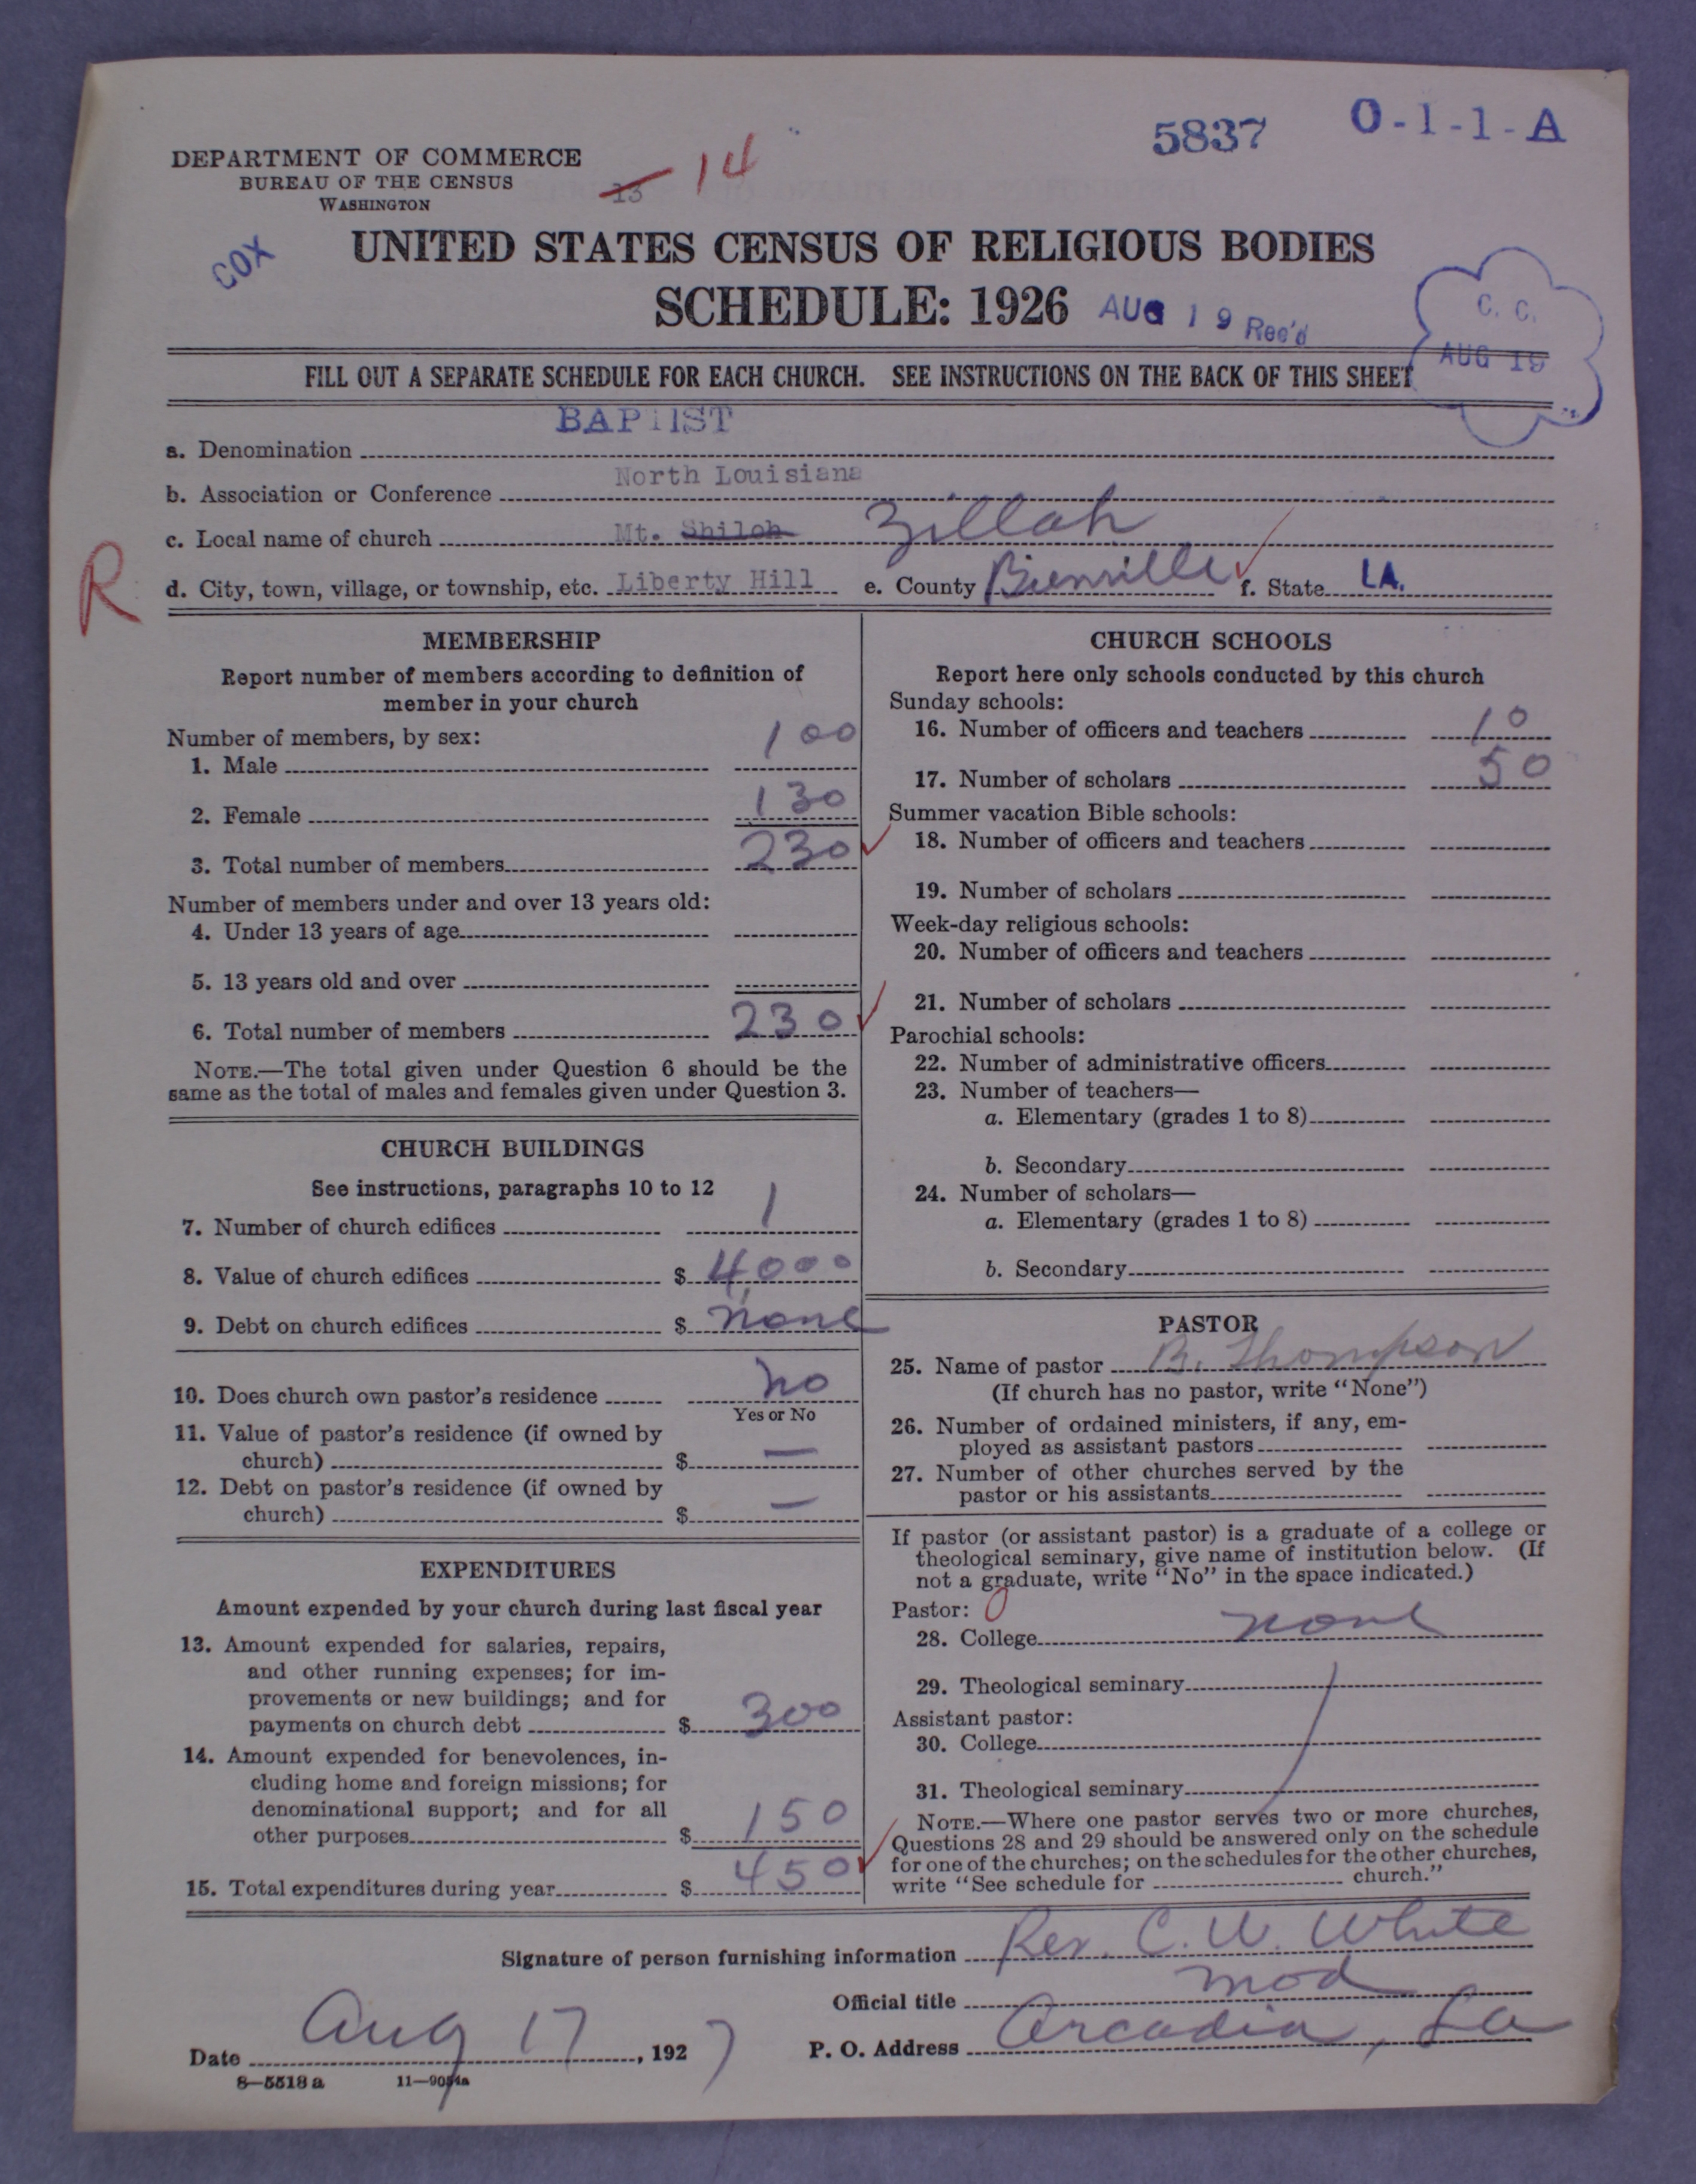 5837
O-1-1-A
DEPARTMENT OF COMMERCE
BUREAU OF THE CENSUS
WASHINGTON
13 14
COX
UNITED STATES CENSUS OF RELIGIOUS BODIES
SCHEDULE: 1926
AUG 19 Rec'd
C. C.
AUG 19
FILL OUT A SEPARATE SCHEDULE FOR EACH CHURCH. SEE INSTRUCTIONS ON THE BACK OF THIS SHEET
BAPTIST
a. Denomination
North Louisiana
b. Association or Conference
c. Local name of church Mt. Shiloh Zillah
R
d. City, town, village, or township, etc. Liberty Hill e. County Bienville f. State LA.
MEMBERSHIP
Report number of members according to definition of
member in your church
Number of members, by sex:
1. Male 100
2. Female 130
3. Total number of members 230
Number of members under and over 13 years old:
4. Under 13 years of age
5. 13 years old and over
6. Total number of members 230
NOTE.—The total given under Question 6 should be the
same as the total of males and females given under Question 3.
CHURCH BUILDINGS
See instructions, paragraphs 10 to 12
7. Number of church edifices 1
8. Value of church edifices $ 4,000
9. Debt on church edifices $ none
10. Does church own pastor's residence no
Yes or No
11. Value of pastor's residence (if owned by
church) $ —
12. Debt on pastor's residence (if owned by
church) $ —
EXPENDITURES
Amount expended by your church during last fiscal year
13. Amount expended for salaries, repairs,
and other running expenses; for im-
provements or new buildings; and for
payments on church debt $ 300
14. Amount expended for benevolences, in-
cluding home and foreign missions; for
denominational support; and for all
other purposes $ 150
15. Total expenditures during year $ 450
CHURCH SCHOOLS
Report here only schools conducted by this church
Sunday schools:
16. Number of officers and teachers 10
17. Number of scholars 50
Summer vacation Bible schools:
18. Number of officers and teachers
19. Number of scholars
Week-day religious schools:
20. Number of officers and teachers
21. Number of scholars
Parochial schools:
22. Number of administrative officers
23. Number of teachers—
a. Elementary (grades 1 to 8)
b. Secondary
24. Number of scholars—
a. Elementary (grades 1 to 8)
b. Secondary
PASTOR
25. Name of pastor B. Thompson
(If church has no pastor, write "None")
26. Number of ordained ministers, if any, em-
ployed as assistant pastors
27. Number of other churches served by the
pastor or his assistants
If pastor (or assistant pastor) is a graduate of a college or
theological seminary, give name of institution below. (If
not a graduate, write "No" in the space indicated.)
Pastor: 0
28. College none
29. Theological seminary
Assistant pastor:
30. College
31. Theological seminary
NOTE.—Where one pastor serves two or more churches,
Questions 28 and 29 should be answered only on the schedule
for one of the churches; on the schedules for the other churches,
write "See schedule for church."
Signature of person furnishing information Rev. C. W. White
Official title Mod
Date Aug 17, 1927 P. O. Address Arcadia, La
8—5518 a 11—9051a